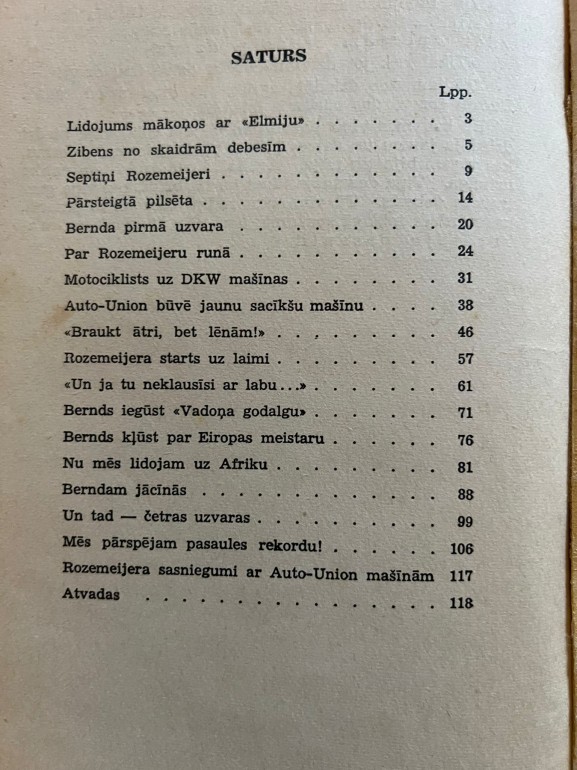 SATURS
Lpp.
Lidojums mākoņos ar «Elmiju» . . . . . . . 3
Zibens no skaidrām debesīm . . . . . . . . 5
Septiņi Rozemeijeri . . . . . . . . . . . . 9
Pārsteigtā pilsēta . . . . . . . . . . . . . 14
Bernda pirmā uzvara . . . . . . . . . . . 20
Par Rozemeijeru runā . . . . . . . . . . . 24
Motociklists uz DKW mašīnas . . . . . . . . 31
Auto-Union būvē jaunu sacīkšu mašīnu . . . . 38
«Braukt ātri, bet lēnām!» . . . . . . . . . 46
Rozemeijera starts uz laimi . . . . . . . . . 57
«Un ja tu neklausīsi ar labu...» . . . . . . . 61
Bernds iegūst «Vadoņa godalgu» . . . . . . . 71
Bernds kļūst par Eiropas meistaru . . . . . . 76
Nu mēs lidojam uz Afriku . . . . . . . . . 81
Berndam jācīnās . . . . . . . . . . . . . 88
Un tad — četras uzvaras . . . . . . . . . . 99
Mēs pārspējam pasaules rekordu! . . . . . . 106
Rozemeijera sasniegumi ar Auto-Union mašīnām 117
Atvadas . . . . . . . . . . . . . . . . 118